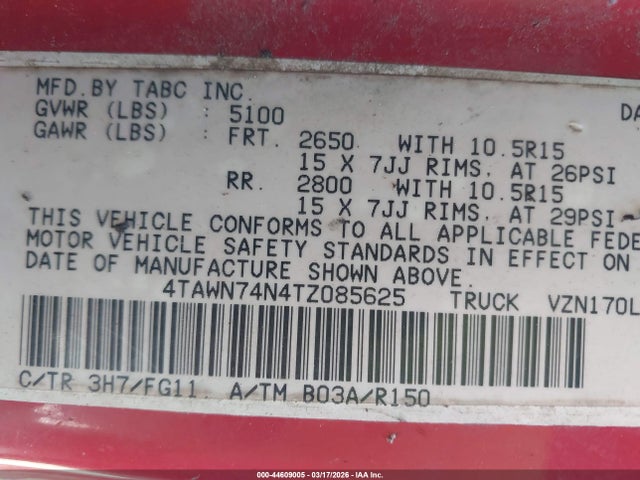 MFD.BY TABC INC. DA
GVWR (LBS) : 5100
GAWR (LBS) : FRT. 2650 WITH 10.5R15
15 X 7JJ RIMS, AT 26PSI
RR. 2800 WITH 10.5R15
15 X 7JJ RIMS, AT 29PSI
THIS VEHICLE CONFORMS TO ALL APPLICABLE FEDE
MOTOR VEHICLE SAFETY STANDARDS IN EFFECT ON
DATE OF MANUFACTURE SHOWN ABOVE.
4TAWN74N4TZ085625 TRUCK VZN170L
C/TR 3H7/FG11 A/TM B03A/R150
000-44609005 - 03/17/2026 - IAA Inc.